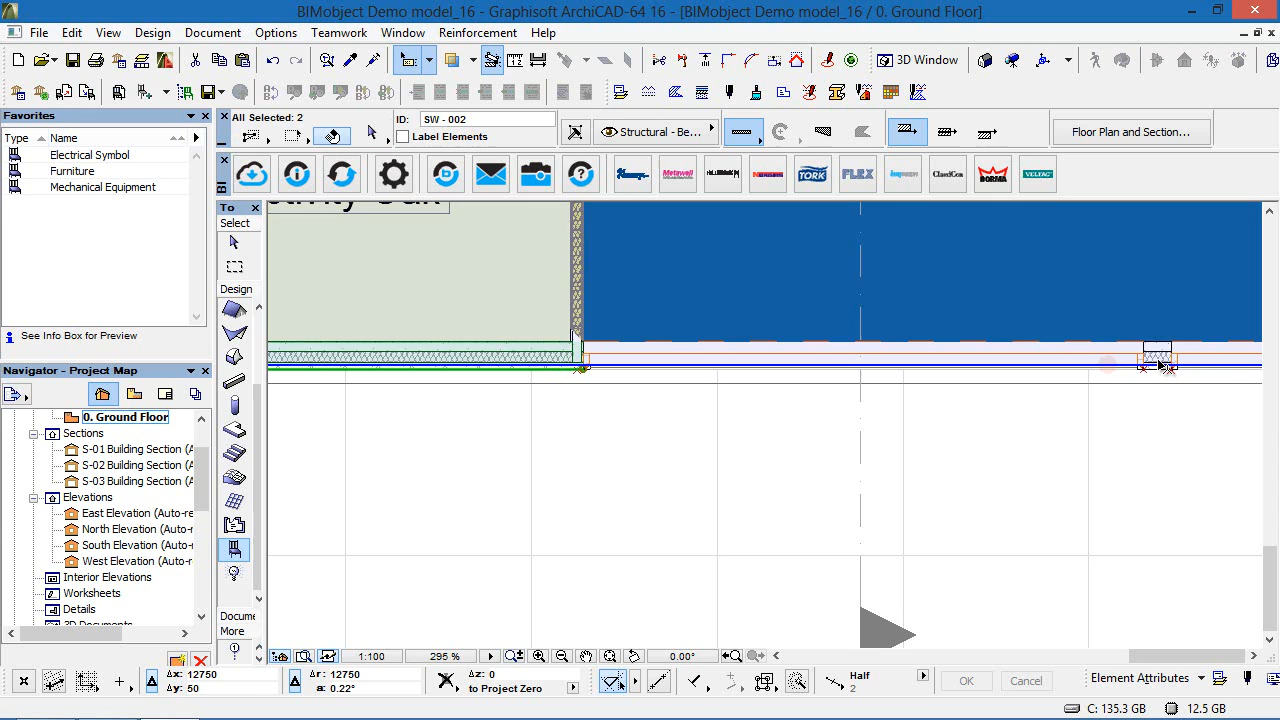 BIMobject Demo model_16 - Graphisoft ArchiCAD-64 16 - [BIMobject Demo model_16 / 0. Ground Floor]
File Edit View Design Document Options Teamwork Window Reinforcement Help
3D Window
Favorites
Type Name
Electrical Symbol
Furniture
Mechanical Equipment
See Info Box for Preview
All Selected: 2
ID: SW - 002
Label Elements
Structural - Be...
Floor Plan and Section...
TORK
FLEX
ClassiCon
DORMA
VELFAC
To
Select
Design
Docume
More
Navigator - Project Map
0. Ground Floor
Sections
S-01 Building Section (A
S-02 Building Section (A
S-03 Building Section (A
Elevations
East Elevation (Auto-re
North Elevation (Auto-r
South Elevation (Auto-r
West Elevation (Auto-r
Interior Elevations
Worksheets
Details
3D Documents
1:100
295 %
0.00°
Δx: 12750
Δy: 50
Δr: 12750
a: 0.22°
Δz: 0
to Project Zero
Half
2
OK
Cancel
Element Attributes
C: 135.3 GB
12.5 GB